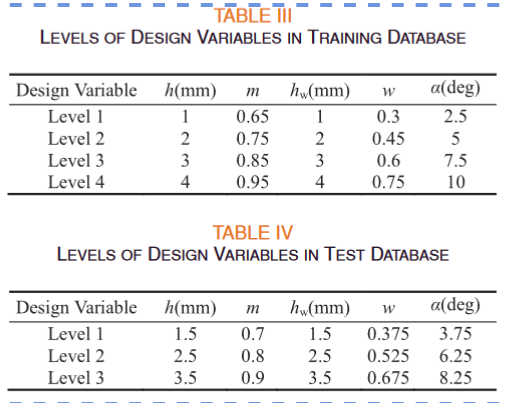 TABLE III
LEVELS OF DESIGN VARIABLES IN TRAINING DATABASE
Design Variable h(mm) m hw(mm) w α(deg)
Level 1 1 0.65 1 0.3 2.5
Level 2 2 0.75 2 0.45 5
Level 3 3 0.85 3 0.6 7.5
Level 4 4 0.95 4 0.75 10
TABLE IV
LEVELS OF DESIGN VARIABLES IN TEST DATABASE
Design Variable h(mm) m hw(mm) w α(deg)
Level 1 1.5 0.7 1.5 0.375 3.75
Level 2 2.5 0.8 2.5 0.525 6.25
Level 3 3.5 0.9 3.5 0.675 8.25